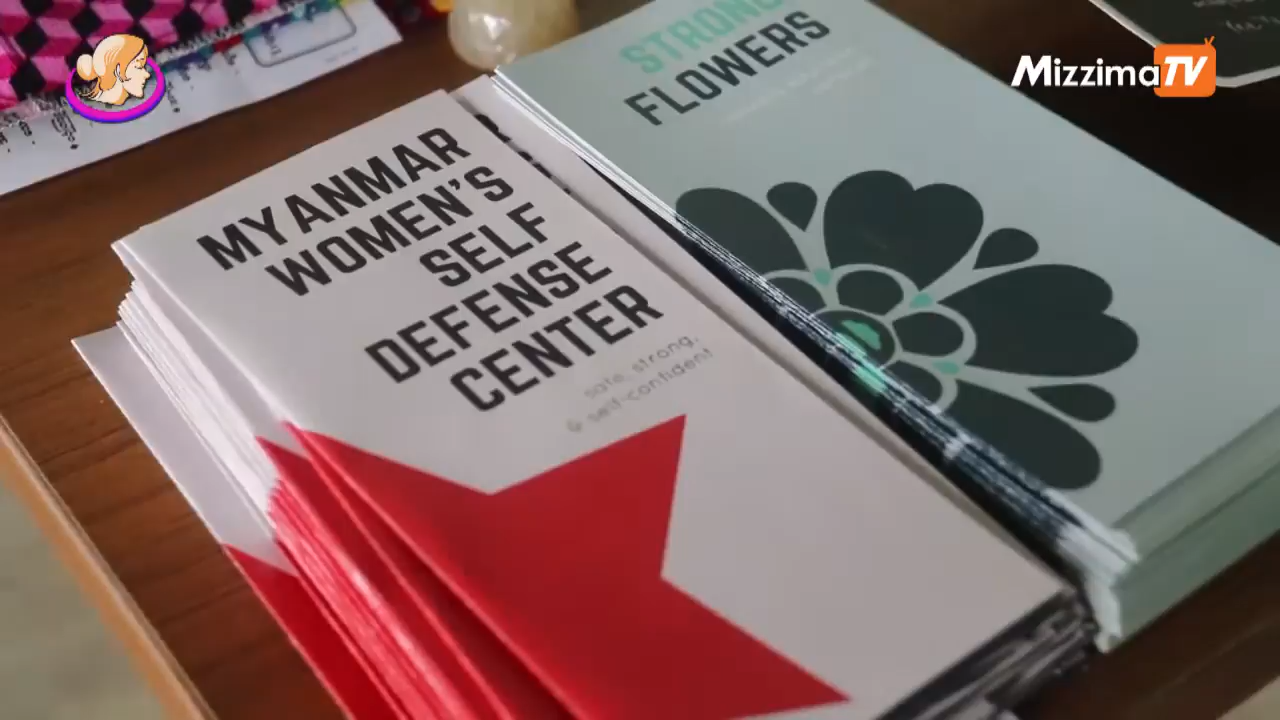 MizzimaTV
STRONG
FLOWERS
MYANMAR
WOMEN'S
SELF
DEFENSE
CENTER
safe, strong,
& self-confident